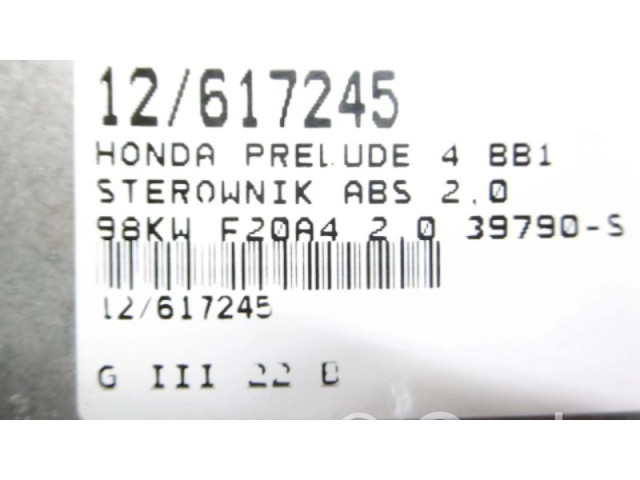 12/617245
HONDA PRELUDE 4 BB1
STEROWNIK ABS 2.0
98KW F20A4 2.0 39790-S
12/617245
G III 22